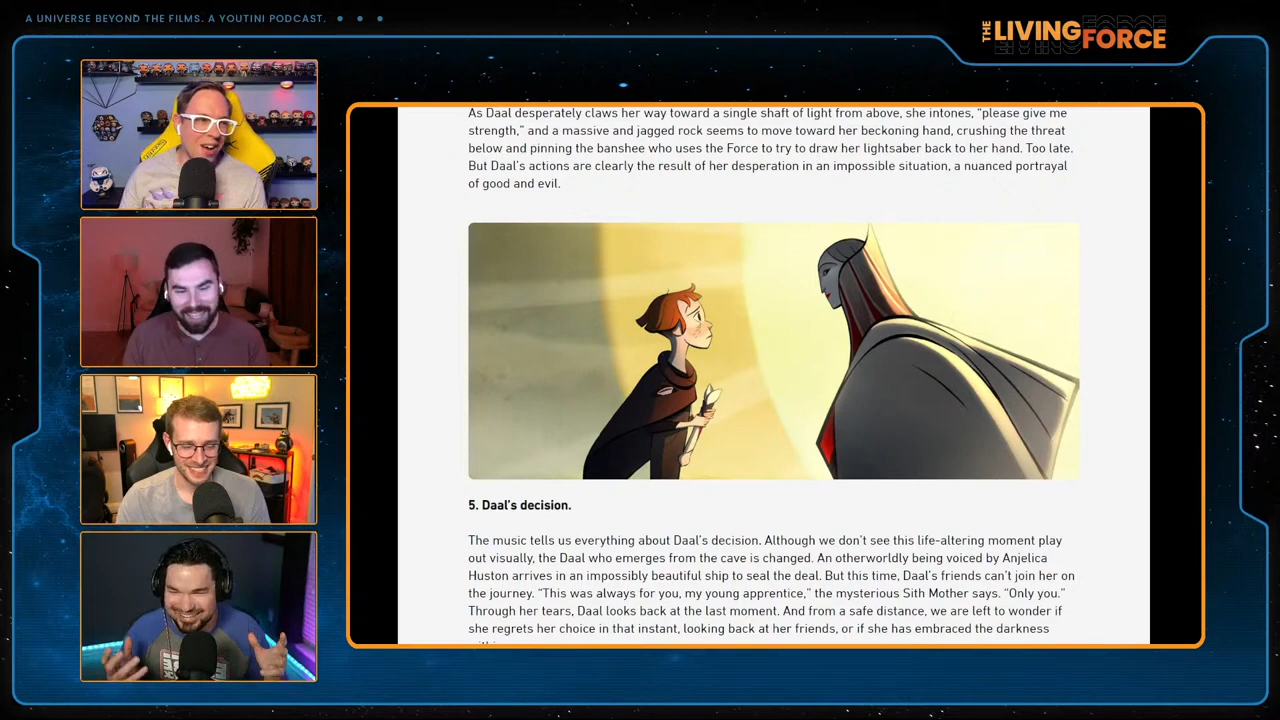 A UNIVERSE BEYOND THE FILMS. A YOUTINI PODCAST.
THE LIVING FORCE
As Daal desperately claws her way toward a single shaft of light from above, she intones, “please give me
strength,” and a massive and jagged rock seems to move toward her beckoning hand, crushing the threat
below and pinning the banshee who uses the Force to try to draw her lightsaber back to her hand. Too late.
But Daal’s actions are clearly the result of her desperation in an impossible situation, a nuanced portrayal
of good and evil.
5. Daal’s decision.
The music tells us everything about Daal’s decision. Although we don’t see this life-altering moment play
out visually, the Daal who emerges from the cave is changed. An otherworldly being voiced by Anjelica
Huston arrives in an impossibly beautiful ship to seal the deal. But this time, Daal’s friends can’t join her on
the journey. “This was always for you, my young apprentice,” the mysterious Sith Mother says. “Only you.”
Through her tears, Daal looks back at the last moment. And from a safe distance, we are left to wonder if
she regrets her choice in that instant, looking back at her friends, or if she has embraced the darkness